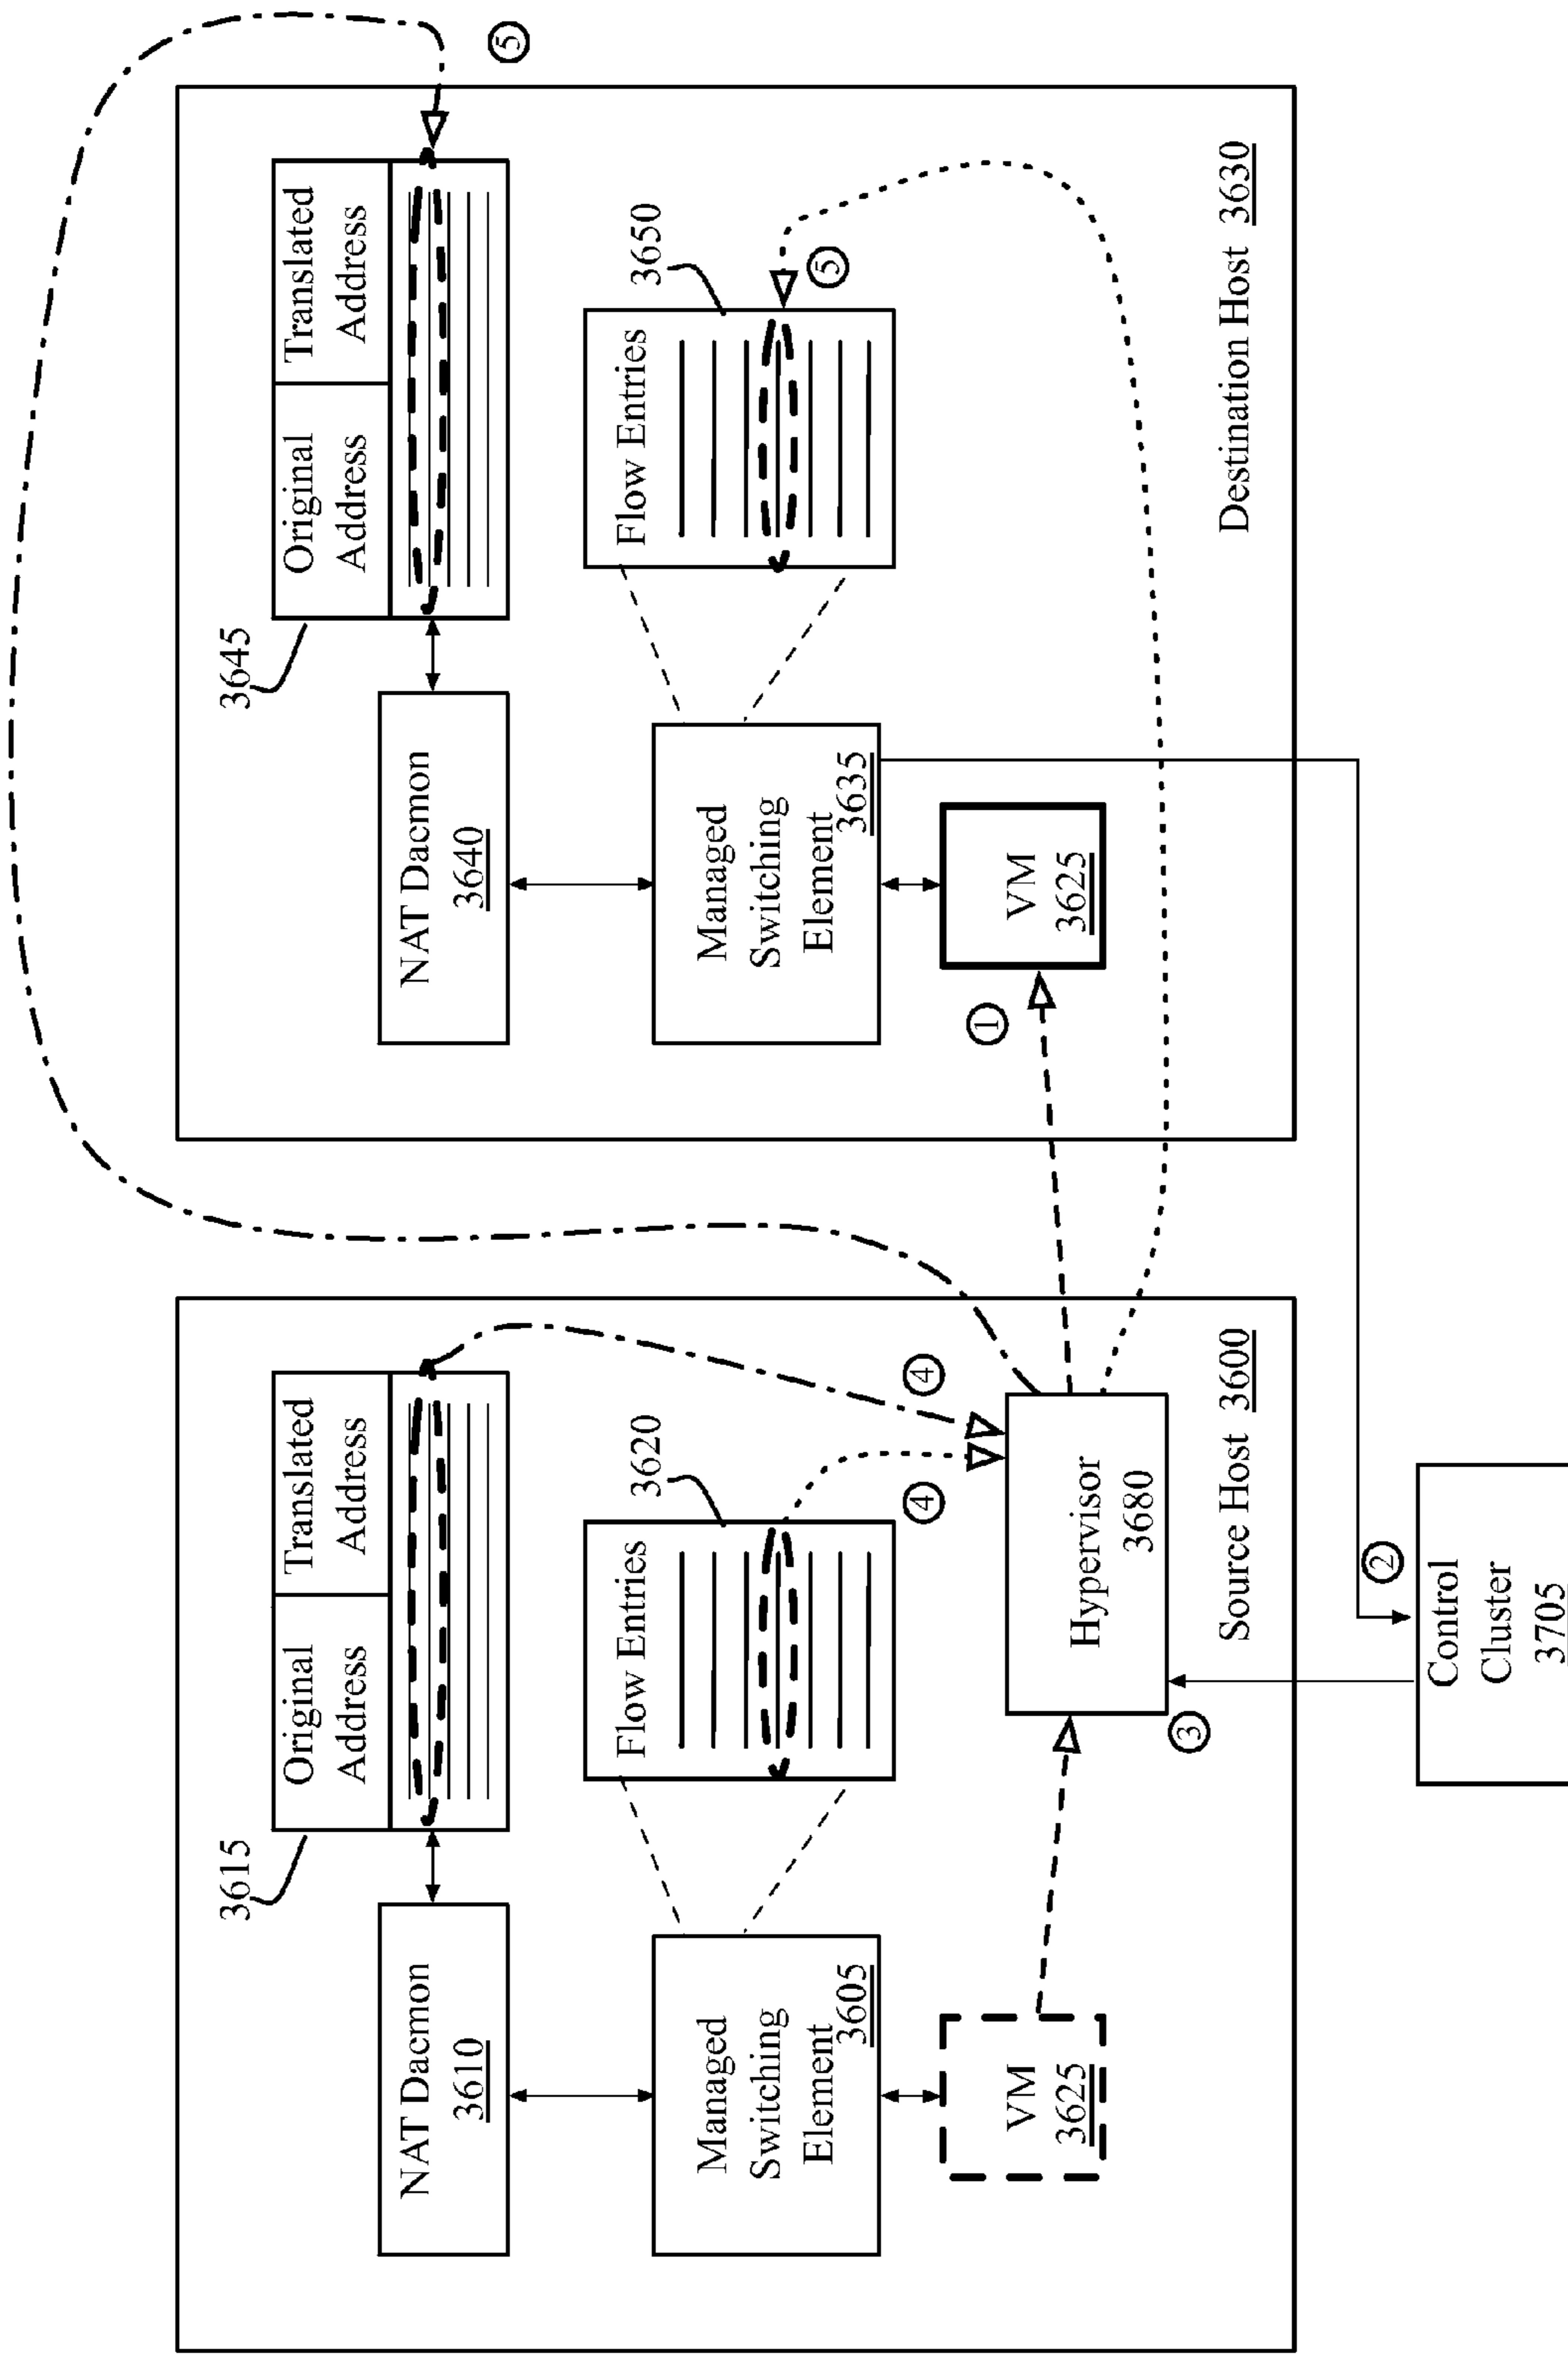 3615
Original Address
Translated Address
NAT Dacmon
3610
3620
Flow Entries
Managed
Switching
Element
3605
④
④
VM
3625
Hypervisor
3680
③
Source Host 3600
3645
Original Address
Translated Address
⑤
NAT Dacmon
3640
3650
Flow Entries
⑤
Managed
Switching
Element
3635
①
VM
3625
Destination Host 3630
②
Control
Cluster
3705